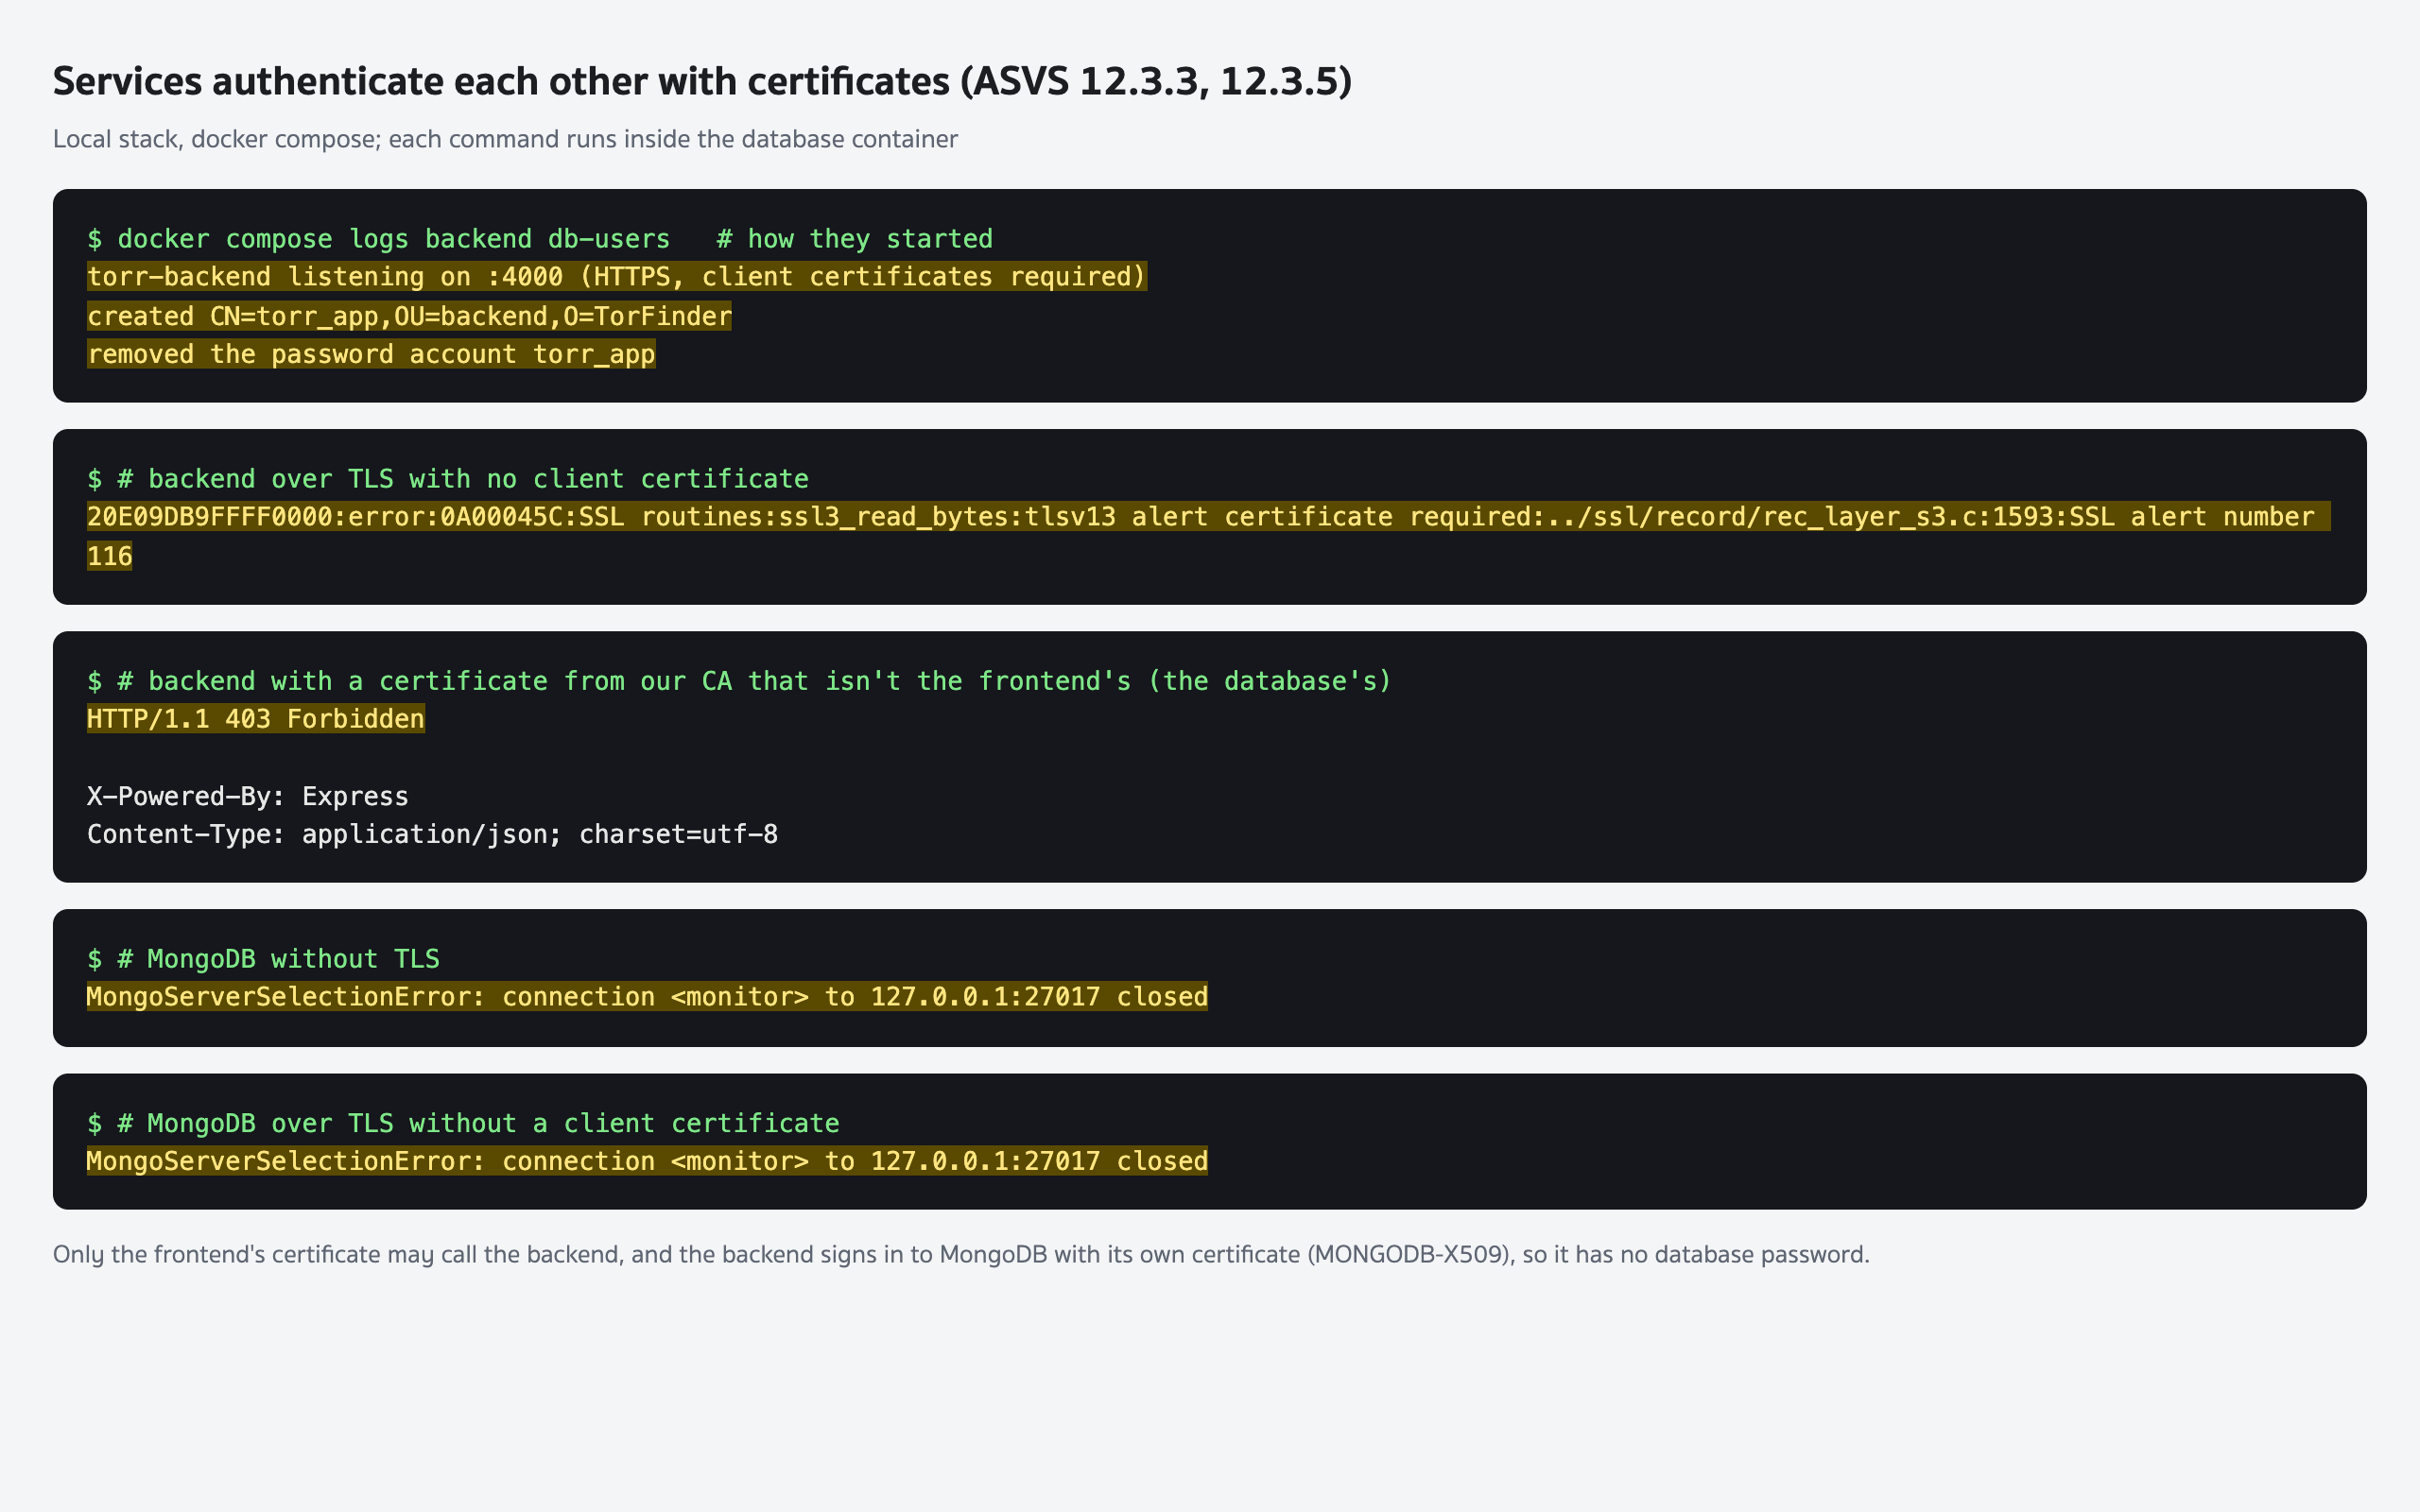 Services authenticate each other with certificates (ASVS 12.3.3, 12.3.5)
Local stack, docker compose; each command runs inside the database container
$ docker compose logs backend db-users   # how they started
torr-backend listening on :4000 (HTTPS, client certificates required)
created CN=torr_app,OU=backend,O=TorFinder
removed the password account torr_app
$ # backend over TLS with no client certificate
20E09DB9FFFF0000:error:0A00045C:SSL routines:ssl3_read_bytes:tlsv13 alert certificate required:../ssl/record/rec_layer_s3.c:1593:SSL alert number
116
$ # backend with a certificate from our CA that isn't the frontend's (the database's)
HTTP/1.1 403 Forbidden
X-Powered-By: Express
Content-Type: application/json; charset=utf-8
$ # MongoDB without TLS
MongoServerSelectionError: connection <monitor> to 127.0.0.1:27017 closed
$ # MongoDB over TLS without a client certificate
MongoServerSelectionError: connection <monitor> to 127.0.0.1:27017 closed
Only the frontend's certificate may call the backend, and the backend signs in to MongoDB with its own certificate (MONGODB-X509), so it has no database password.